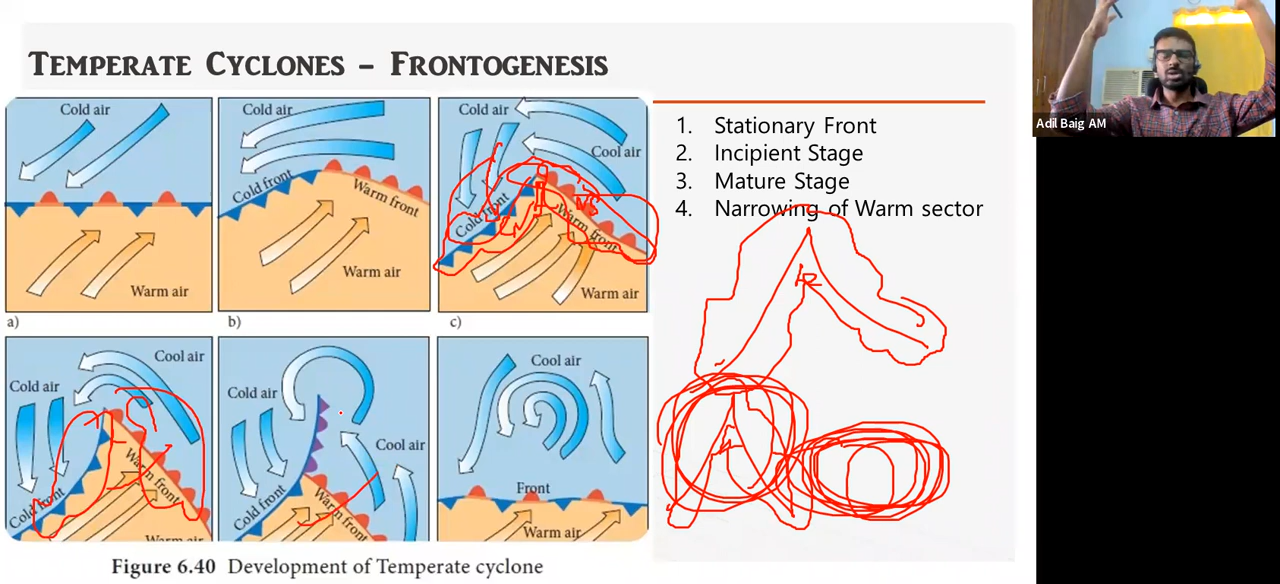 TEMPERATE CYCLONES – FRONTOGENESIS
Adil Baig AM
1. Stationary Front
2. Incipient Stage
3. Mature Stage
4. Narrowing of Warm sector
Cold air
Warm air
a)
Cold air
Cold front
Warm front
Warm air
b)
Cold air
Cool air
Cold front
Warm front
Warm air
c)
Cool air
Cold air
Cold front
Warm front
Warm air
Cold air
Cool air
Cold front
Warm front
Cool air
Front
Warm air
Figure 6.40 Development of Temperate cyclone